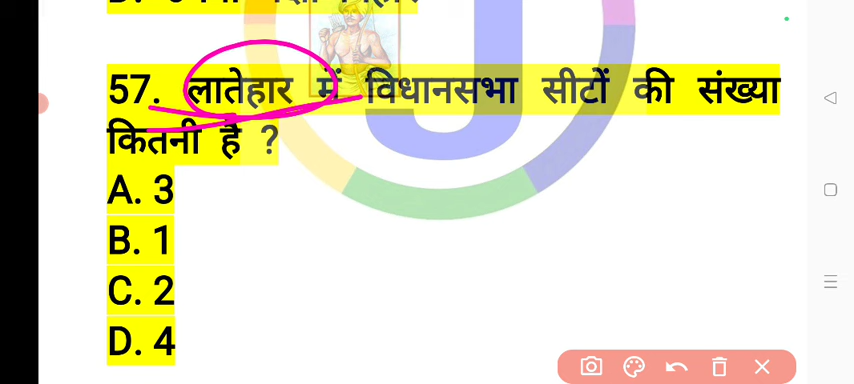 57. लातेहार में विधानसभा सीटों की संख्या
कितनी है ?
A. 3
B. 1
C. 2
D. 4